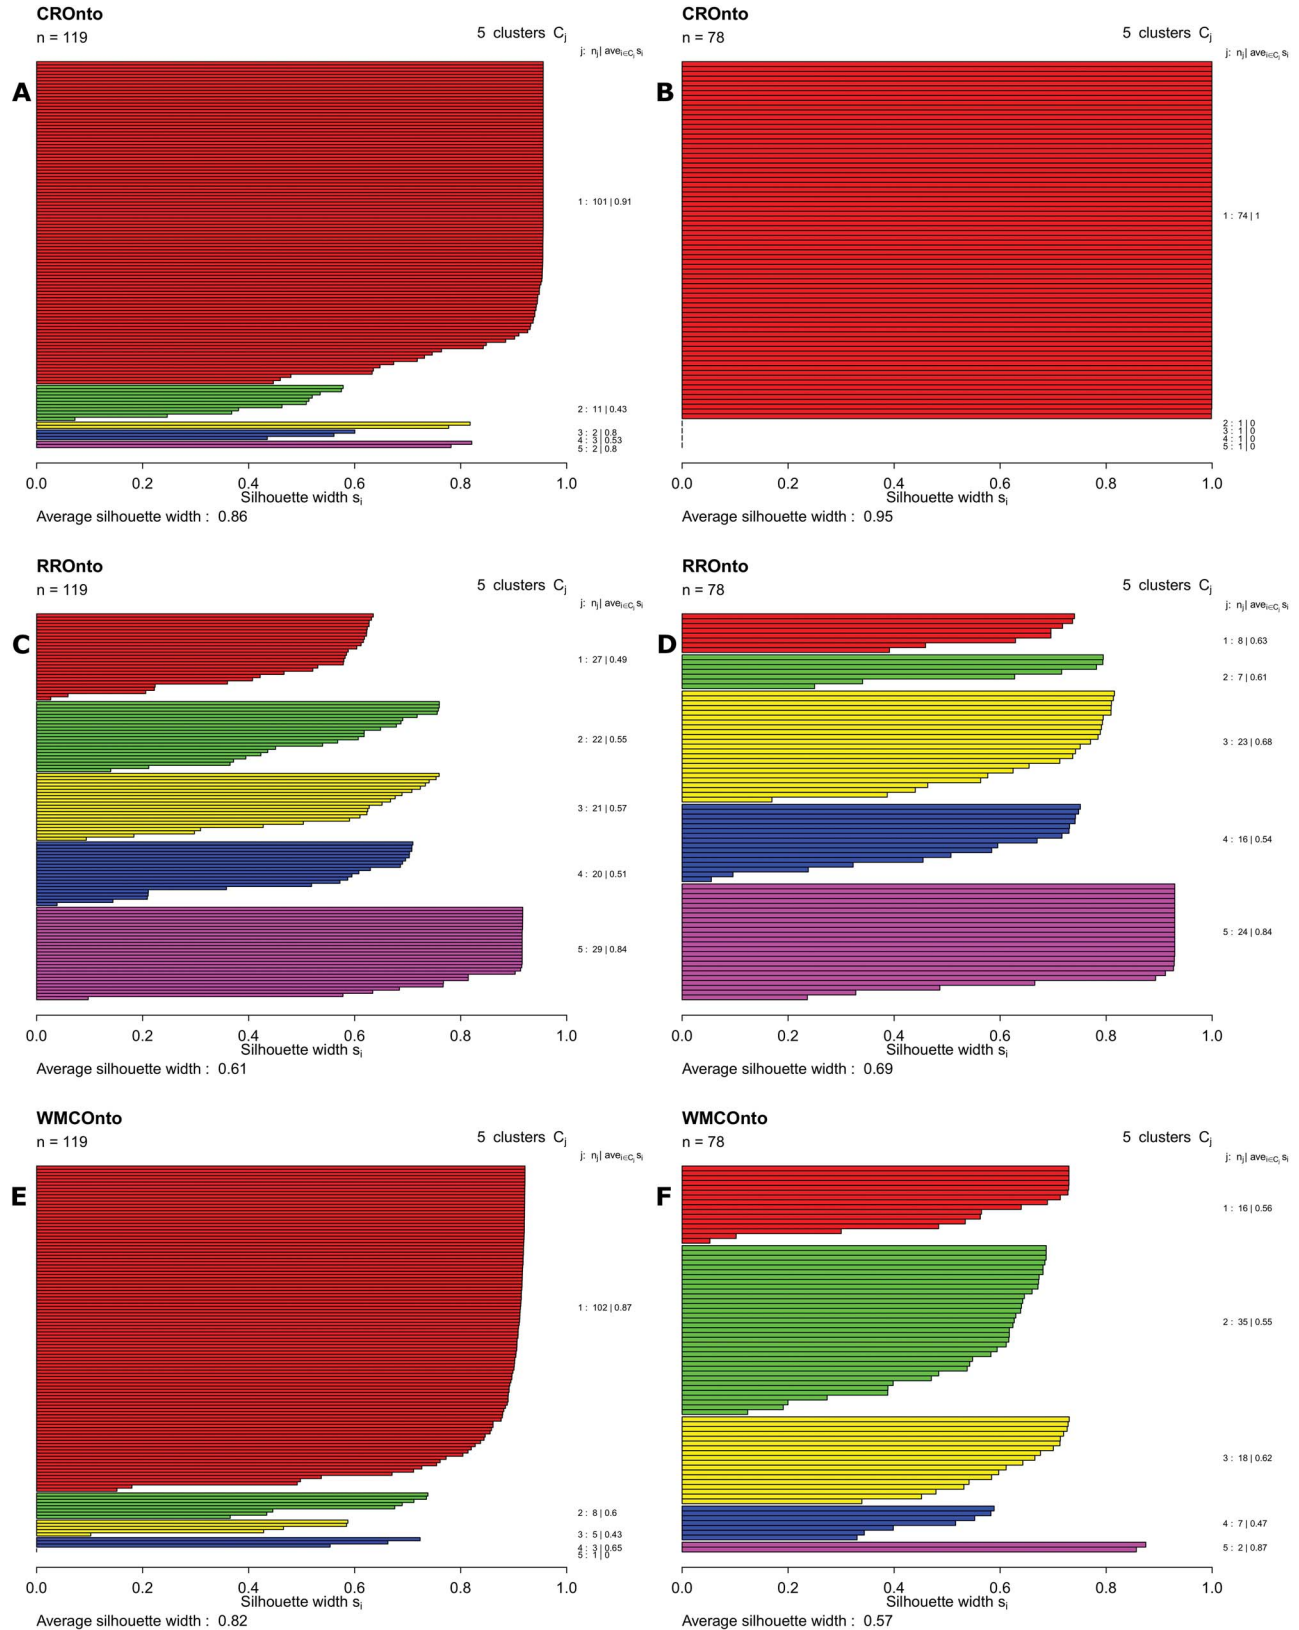 CROnto
n = 119
5 clusters Cj
j: nj | avei∈Cj si
A
1 : 101 | 0.91
2 : 11 | 0.43
3 : 2 | 0.8
4 : 3 | 0.53
5 : 2 | 0.8
0.0 0.2 0.4 0.6 0.8 1.0
Silhouette width si
Average silhouette width : 0.86
CROnto
n = 78
5 clusters Cj
j: nj | avei∈Cj si
B
1 : 74 | 1
2 : 1 | 0
3 : 1 | 0
4 : 1 | 0
5 : 1 | 0
0.0 0.2 0.4 0.6 0.8 1.0
Silhouette width si
Average silhouette width : 0.95
RROnto
n = 119
5 clusters Cj
j: nj | avei∈Cj si
C
1 : 27 | 0.49
2 : 22 | 0.55
3 : 21 | 0.57
4 : 20 | 0.51
5 : 29 | 0.84
0.0 0.2 0.4 0.6 0.8 1.0
Silhouette width si
Average silhouette width : 0.61
RROnto
n = 78
5 clusters Cj
j: nj | avei∈Cj si
D
1 : 8 | 0.63
2 : 7 | 0.61
3 : 23 | 0.68
4 : 16 | 0.54
5 : 24 | 0.84
0.0 0.2 0.4 0.6 0.8 1.0
Silhouette width si
Average silhouette width : 0.69
WMCOnto
n = 119
5 clusters Cj
j: nj | avei∈Cj si
E
1 : 102 | 0.87
2 : 8 | 0.6
3 : 5 | 0.43
4 : 3 | 0.65
5 : 1 | 0
0.0 0.2 0.4 0.6 0.8 1.0
Silhouette width si
Average silhouette width : 0.82
WMCOnto
n = 78
5 clusters Cj
j: nj | avei∈Cj si
F
1 : 16 | 0.56
2 : 35 | 0.55
3 : 18 | 0.62
4 : 7 | 0.47
5 : 2 | 0.87
0.0 0.2 0.4 0.6 0.8 1.0
Silhouette width si
Average silhouette width : 0.57